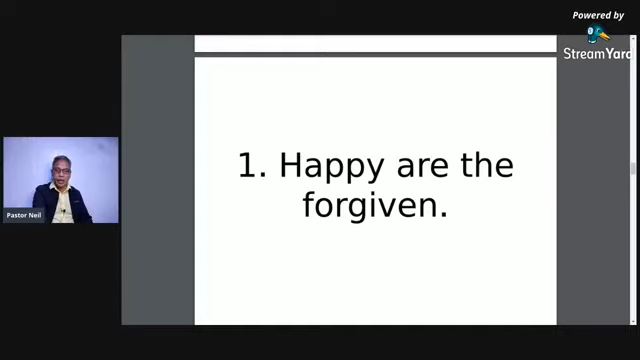 Powered by
StreamYard
1. Happy are the
forgiven.
Pastor Neil